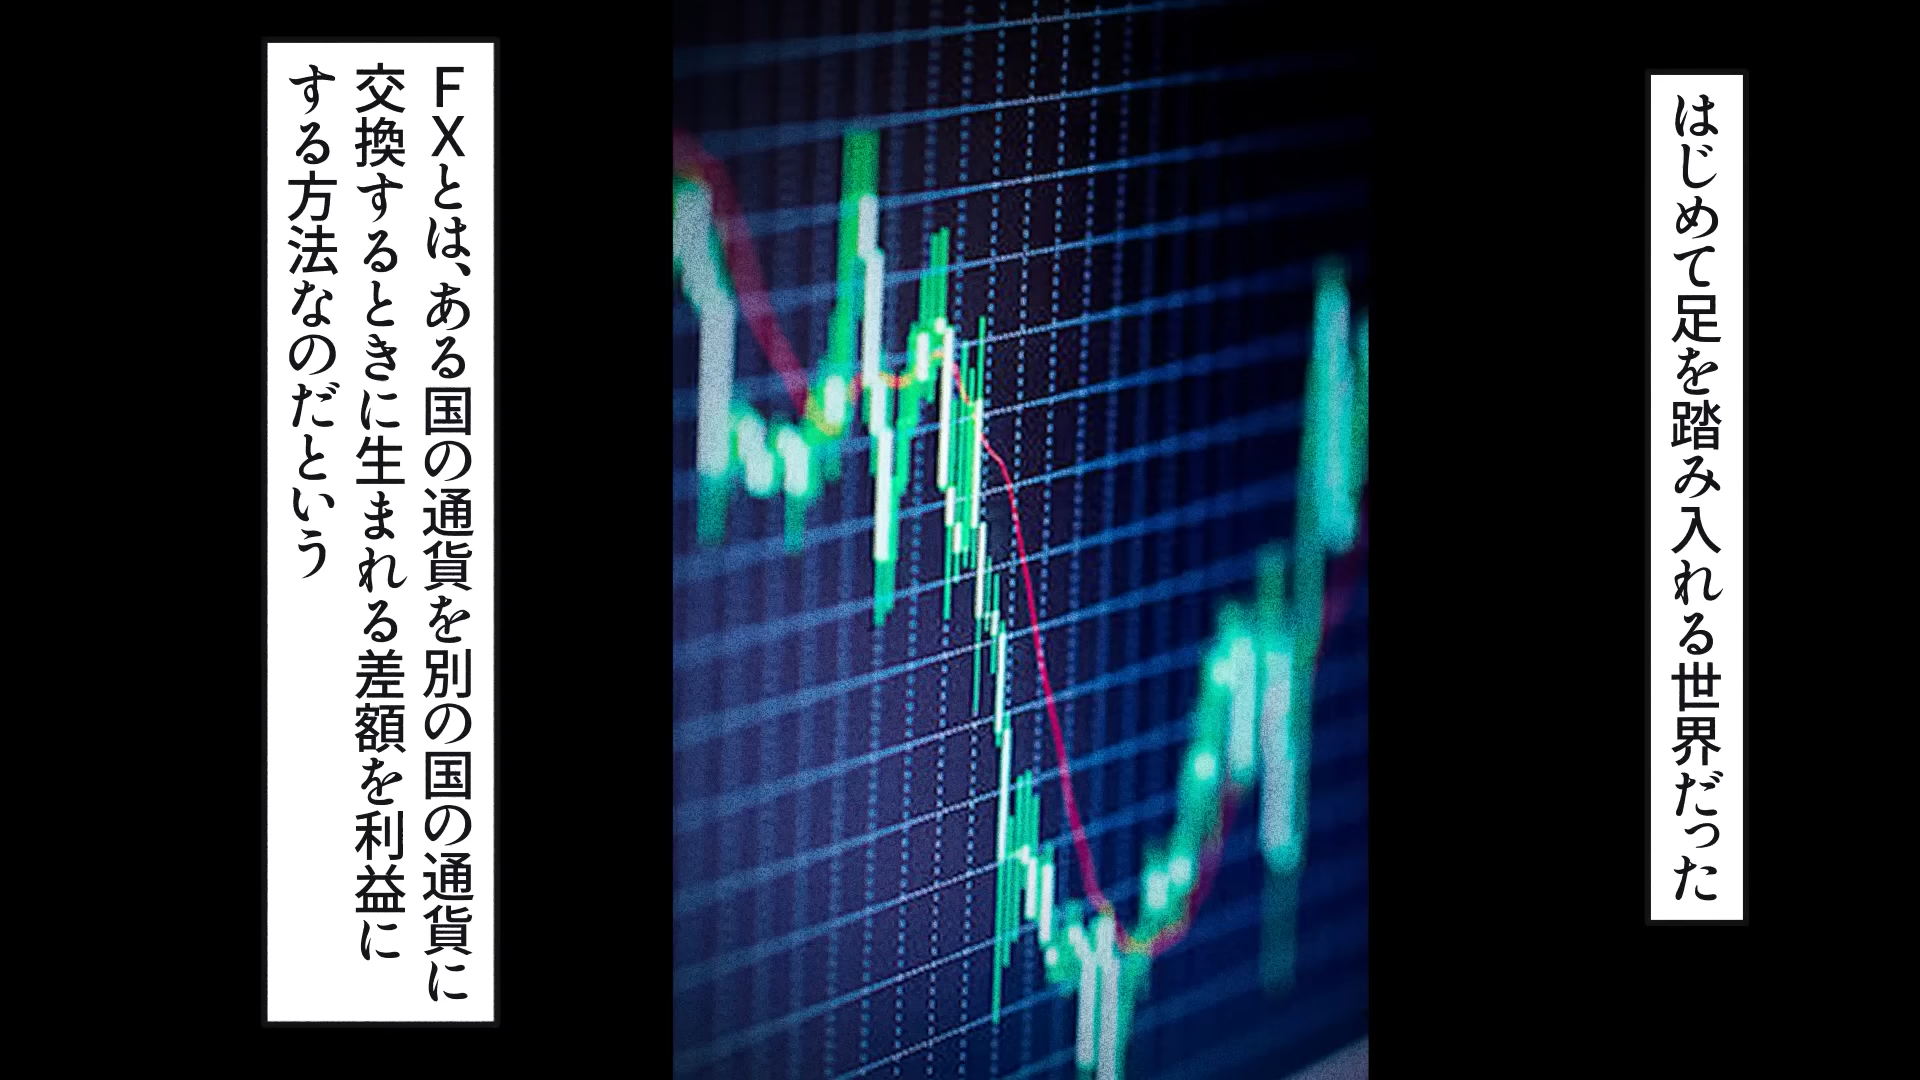 はじめて足を踏み入れる世界だった
FXとは、ある国の通貨を別の国の通貨に
交換するときに生まれる差額を利益に
する方法なのだという